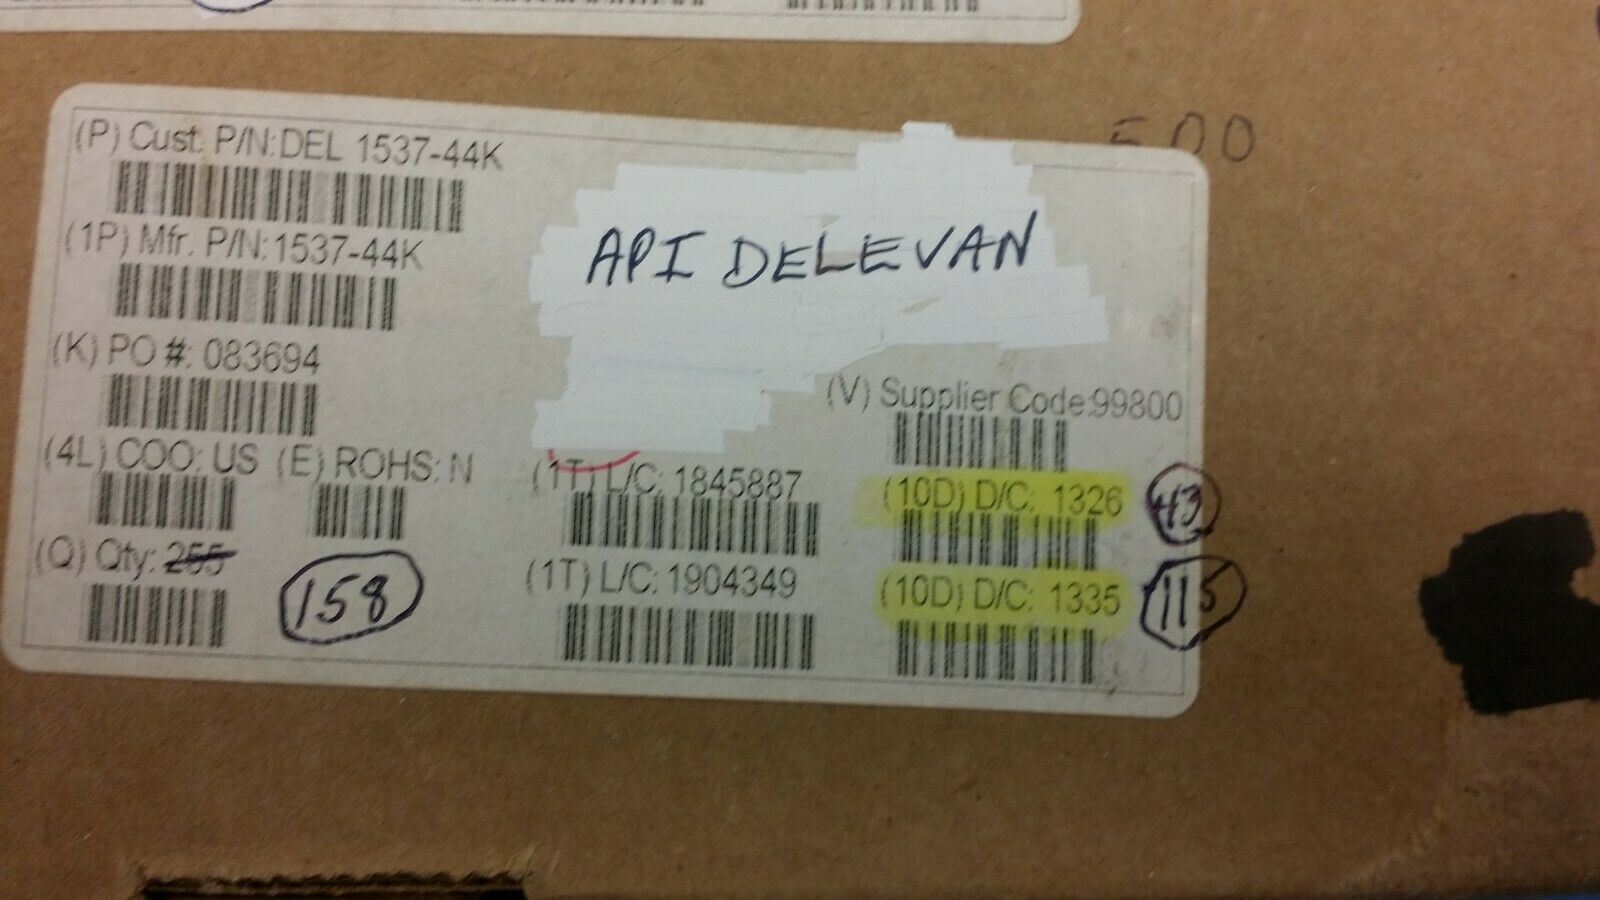 500
(P) Cust. P/N:DEL 1537-44K
(1P) Mfr. P/N:1537-44K
API DELEVAN
(K) PO #: 083694
(V) Supplier Code:99800
(4L) COO: US (E) ROHS: N
(1T) L/C: 1845887
(10D) D/C: 1326 43
(Q) Qty: 255 158
(1T) L/C: 1904349
(10D) D/C: 1335 115